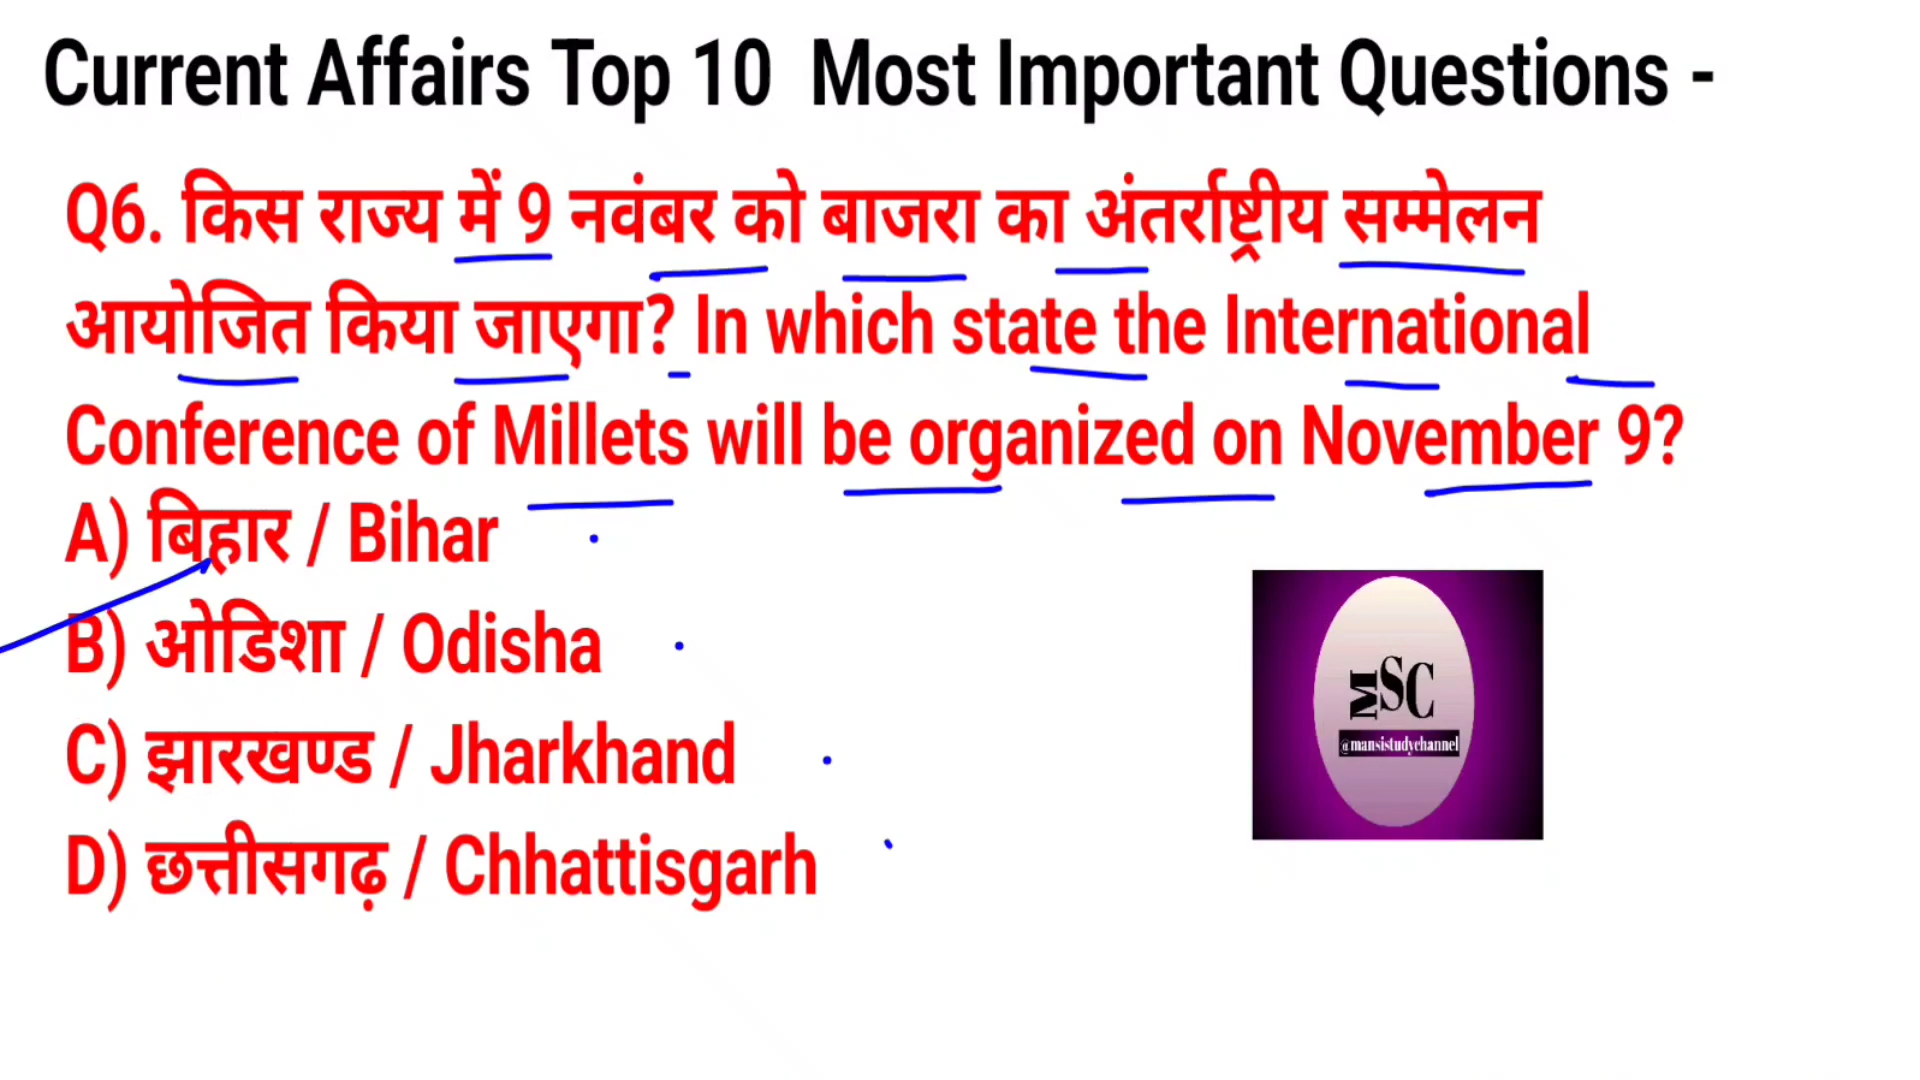 Current Affairs Top 10 Most Important Questions -
Q6. किस राज्य में 9 नवंबर को बाजरा का अंतर्राष्ट्रीय सम्मेलन
आयोजित किया जाएगा? In which state the International
Conference of Millets will be organized on November 9?
A) बिहार / Bihar
B) ओडिशा / Odisha
C) झारखण्ड / Jharkhand
D) छत्तीसगढ़ / Chhattisgarh
MSC
@mansistudychannel